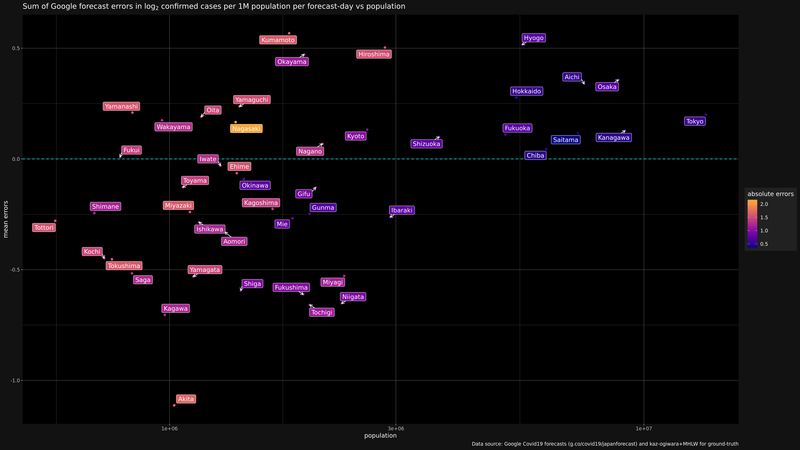 Sum of Google forecast errors in log₂ confirmed cases per 1M population per forecast-day vs population
Kumamoto
Hyogo
Hiroshima
Okayama
Aichi
Osaka
Hokkaido
Yamanashi
Oita
Yamaguchi
Tokyo
Wakayama
Nagasaki
Kyoto
Fukuoka
Shizuoka
Saitama
Kanagawa
Fukui
Nagano
Iwate
Chiba
Ehime
Toyama
Okinawa
Gifu
Shimane
Miyazaki
Kagoshima
Gunma
Ibaraki
Tottori
Ishikawa
Mie
Aomori
Kochi
Tokushima
Yamagata
Saga
Shiga
Fukushima
Miyagi
Niigata
Kagawa
Tochigi
Akita
0.5
0.0
-0.5
-1.0
mean errors
1e+06
3e+06
1e+07
population
absolute errors
2.0
1.5
1.0
0.5
Data source: Google Covid19 forecasts (g.co/covid19/japanforecast) and kaz-ogiwara+MHLW for ground-truth